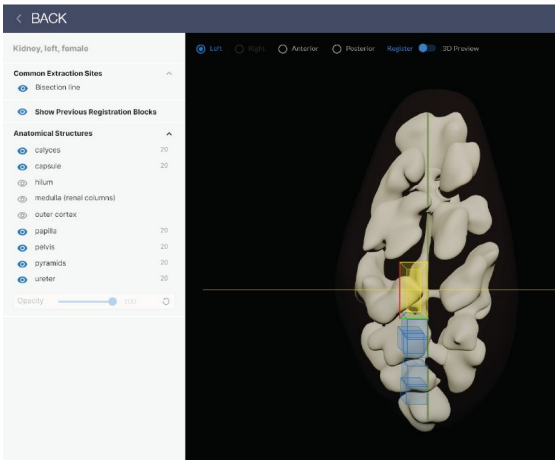 < BACK
Kidney, left, female
Left Right Anterior Posterior Register 3D Preview
Common Extraction Sites
Bisection line
Show Previous Registration Blocks
Anatomical Structures
calyces 20
capsule 20
hilum
medulla (renal columns)
outer cortex
papilla 20
pelvis 20
pyramids 20
ureter 20
Opacity 100